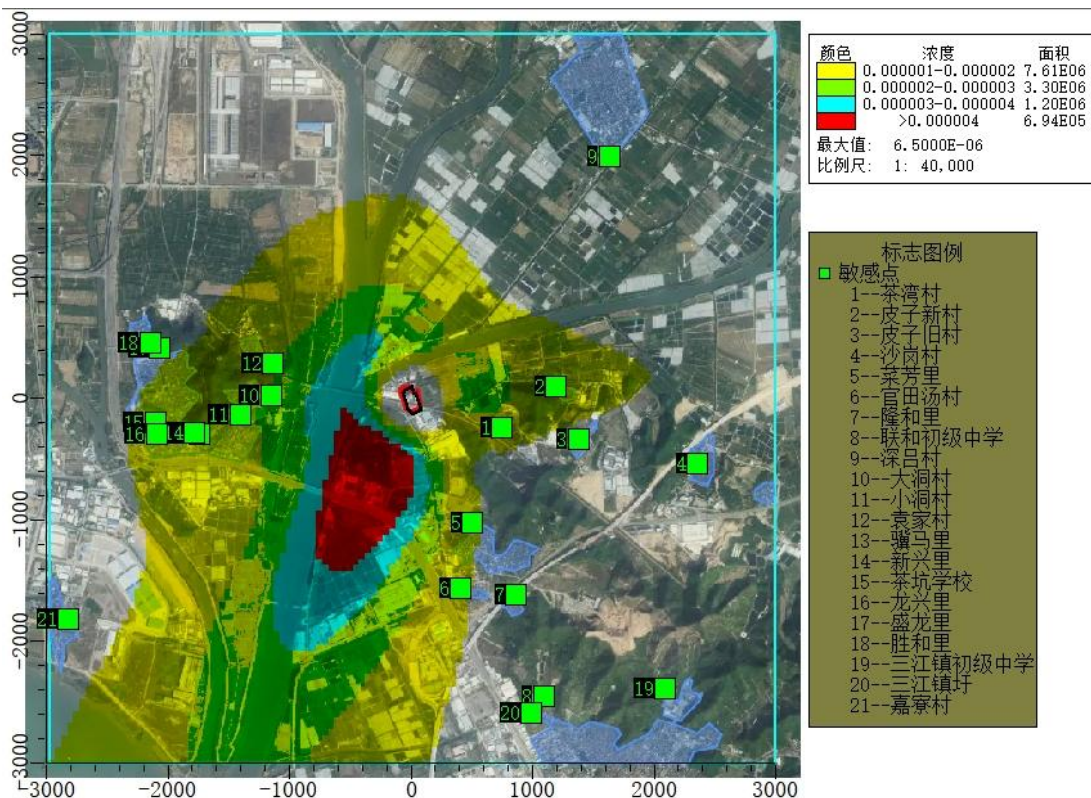 颜色 浓度 面积
0.000001-0.000002 7.61E06
0.000002-0.000003 3.30E06
0.000003-0.000004 1.20E06
>0.000004 6.94E05
最大值: 6.5000E-06
比例尺: 1: 40,000
标志图例
敏感点
1--茶湾村
2--皮子新村
3--皮子旧村
4--沙岗村
5--菜芳里
6--官田汤村
7--隆和里
8--联和初级中学
9--深吕村
10--大洞村
11--小洞村
12--袁家村
13--骥马里
14--新兴里
15--茶坑学校
16--龙兴里
17--盛龙里
18--胜和里
19--三江镇初级中学
20--三江镇圩
21--嘉寮村
3000
2000
1000
0
-1000
-2000
-3000
9
18
12
2
10
11
15
1
16
14
3
4
5
6
7
21
19
8
20
-3000 -2000 -1000 0 1000 2000 3000